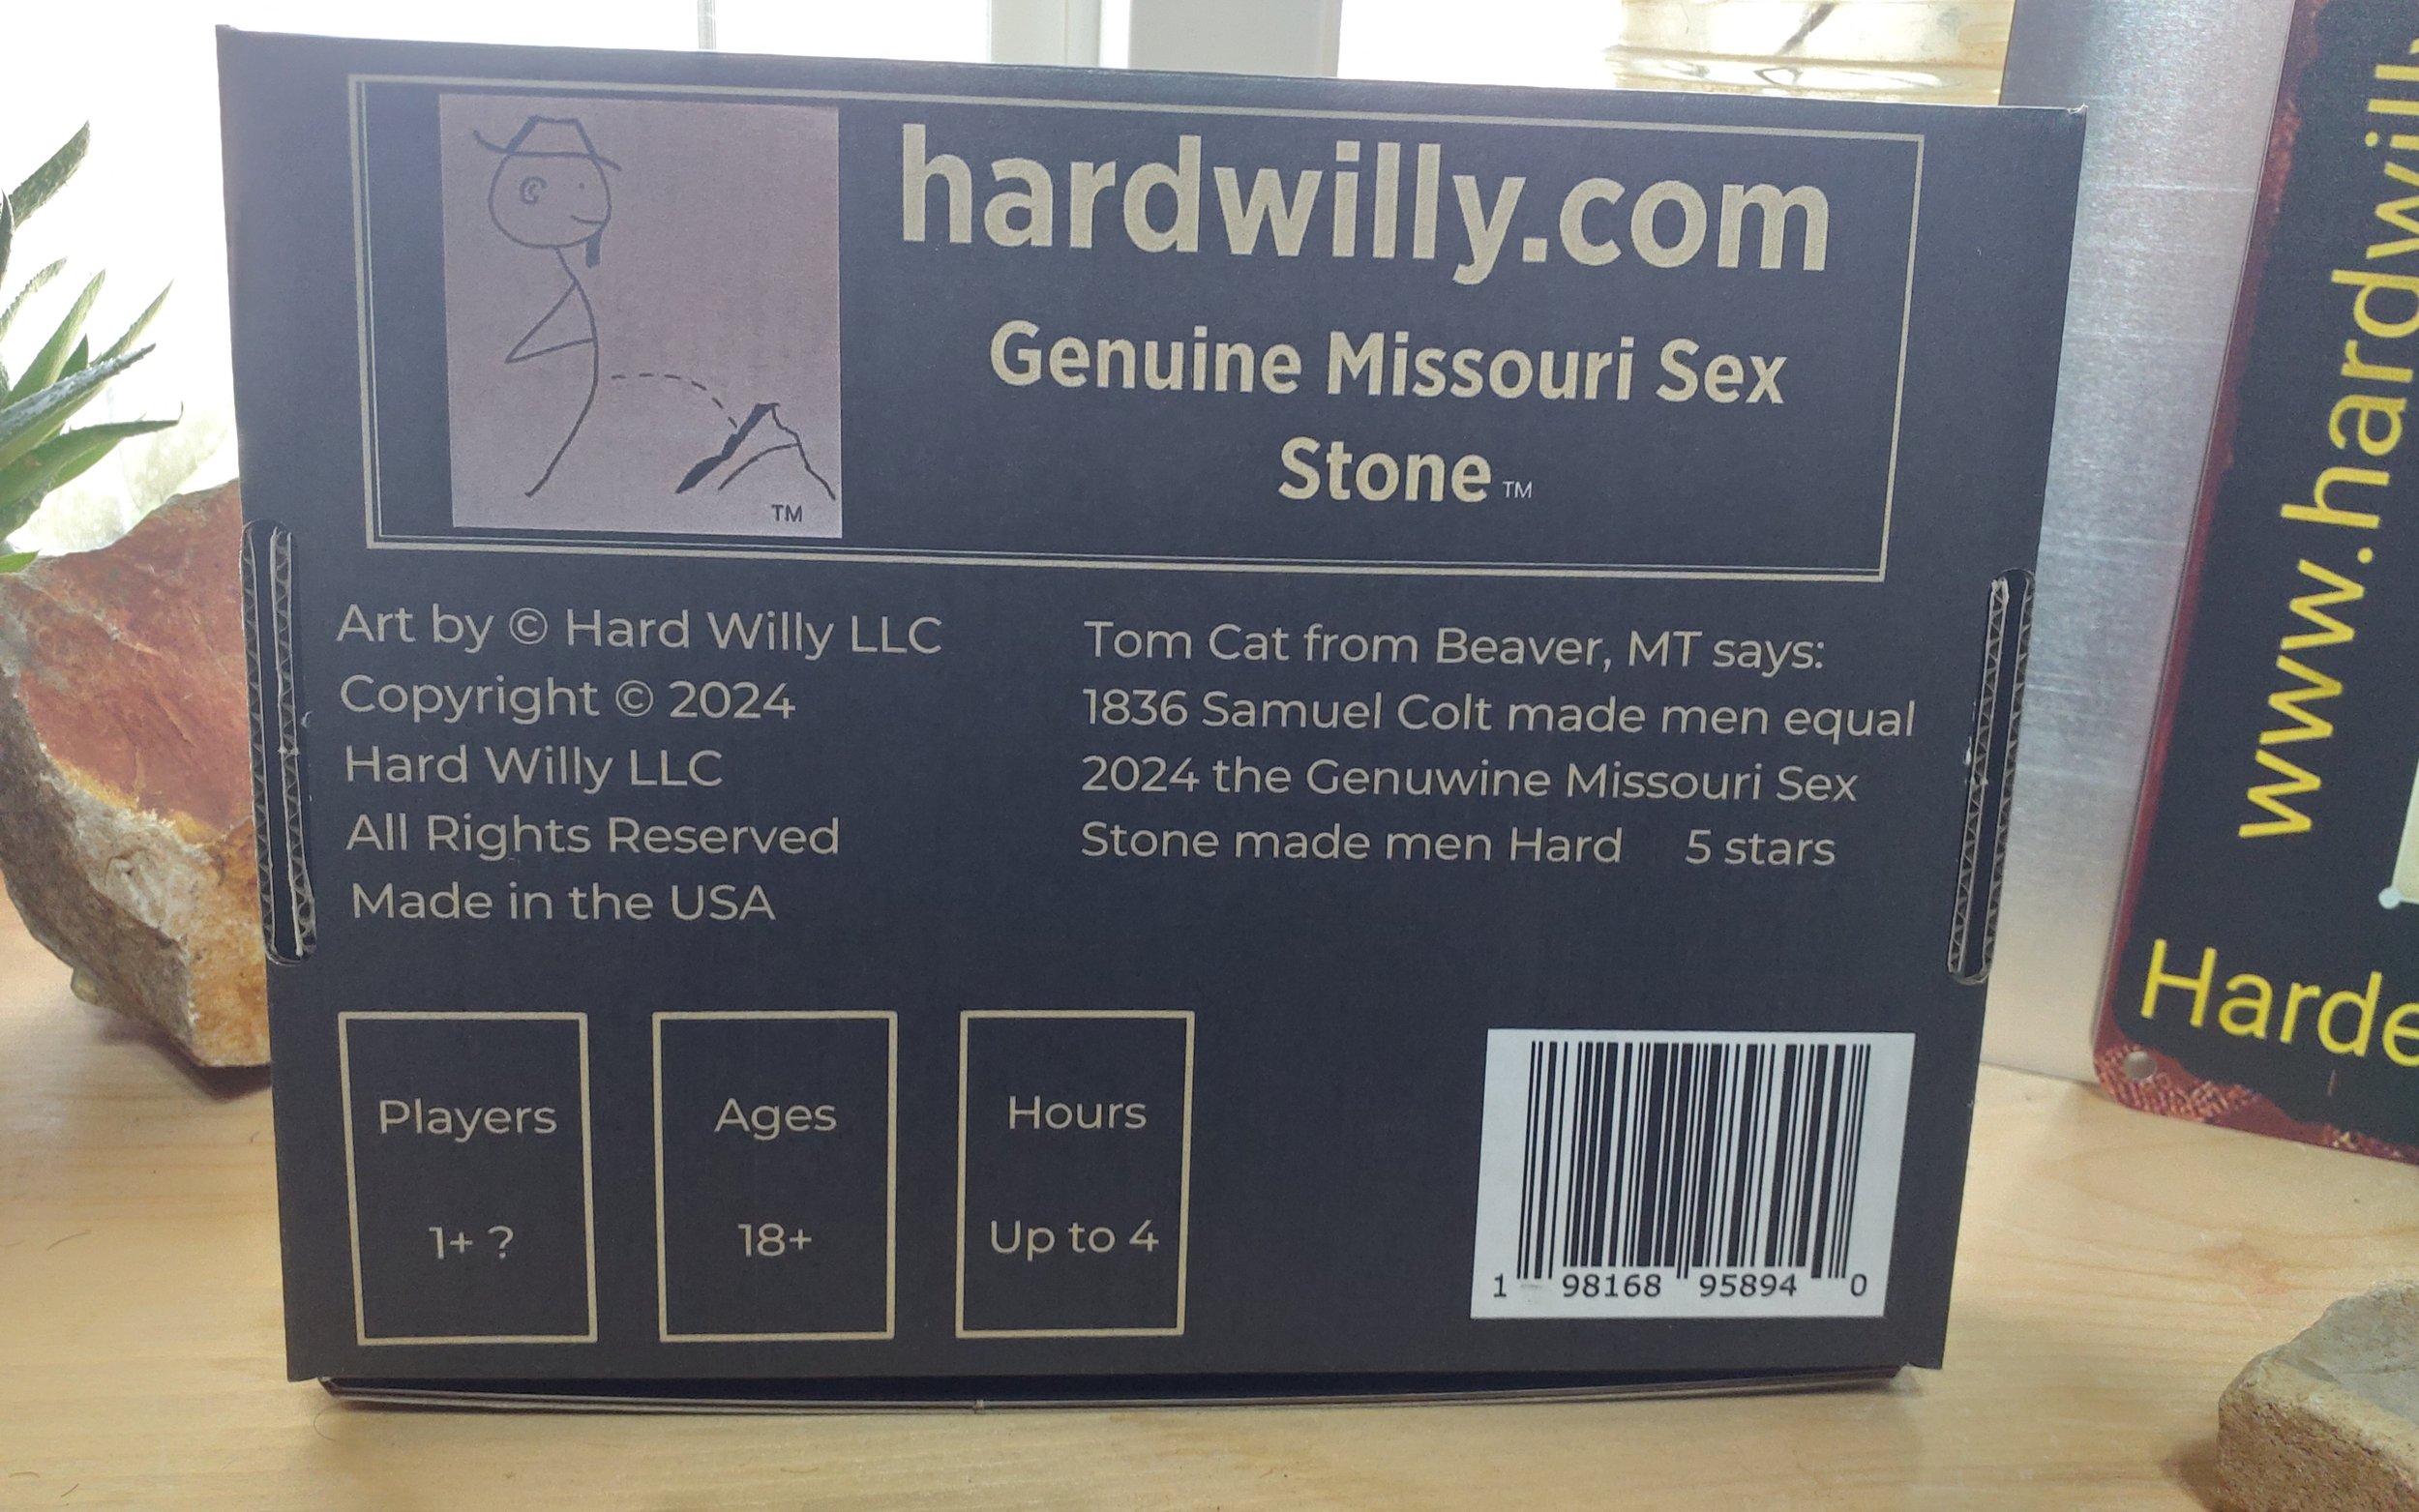 hardwilly.com
Genuine Missouri Sex
Stone™
TM
Art by © Hard Willy LLC
Copyright © 2024
Hard Willy LLC
All Rights Reserved
Made in the USA
Tom Cat from Beaver, MT says:
1836 Samuel Colt made men equal
2024 the Genuwine Missouri Sex
Stone made men Hard 5 stars
Players
1+ ?
Ages
18+
Hours
Up to 4
1 98168 95894 0
www.hardwilly
Harde